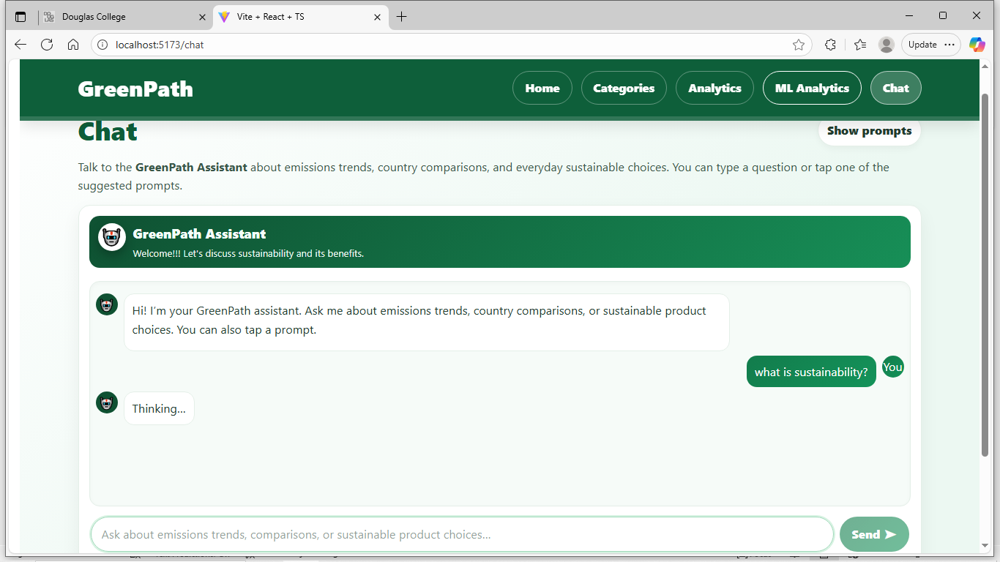 Douglas College
Vite + React + TS
localhost:5173/chat
Update
GreenPath
Home
Categories
Analytics
ML Analytics
Chat
Chat
Show prompts
Talk to the GreenPath Assistant about emissions trends, country comparisons, and everyday sustainable choices. You can type a question or tap one of the
suggested prompts.
GreenPath Assistant
Welcome!!! Let's discuss sustainability and its benefits.
Hi! I'm your GreenPath assistant. Ask me about emissions trends, country comparisons, or sustainable product
choices. You can also tap a prompt.
what is sustainability?
You
Thinking...
Ask about emissions trends, comparisons, or sustainable product choices...
Send